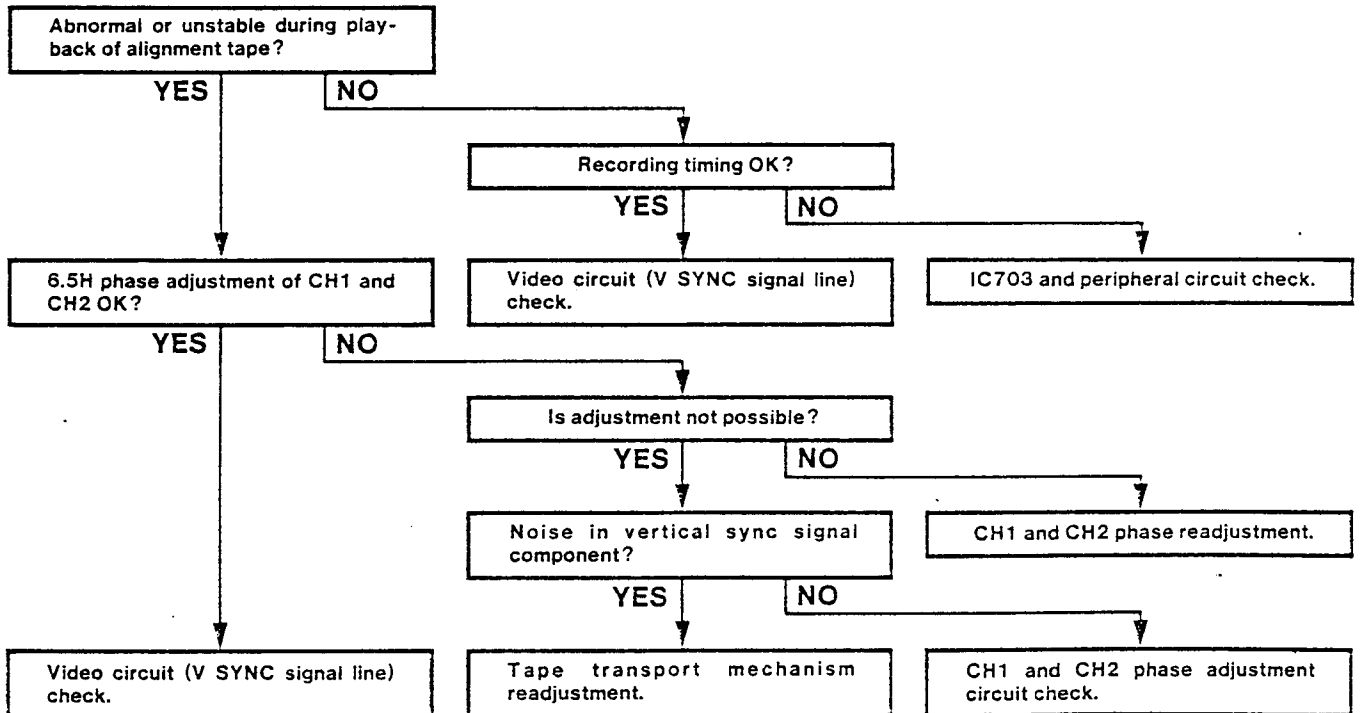 Abnormal or unstable during play-
back of alignment tape?
YES
NO
Recording timing OK?
YES
NO
6.5H phase adjustment of CH1 and
CH2 OK?
Video circuit (V SYNC signal line)
check.
IC703 and peripheral circuit check.
YES
NO
Is adjustment not possible?
YES
NO
Noise in vertical sync signal
component?
CH1 and CH2 phase readjustment.
YES
NO
Video circuit (V SYNC signal line)
check.
Tape transport mechanism
readjustment.
CH1 and CH2 phase adjustment
circuit check.